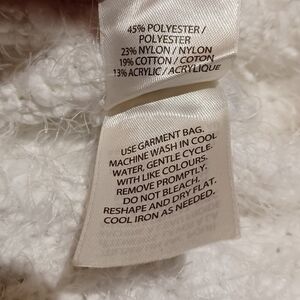 45% POLYESTER /
POLYESTER
23% NYLON / NYLON
19% COTTON / COTON
13% ACRYLIC / ACRYLIQUE
USE GARMENT BAG.
MACHINE WASH IN COOL
WATER, GENTLE CYCLE.
WITH LIKE COLOURS.
REMOVE PROMPTLY.
DO NOT BLEACH.
RESHAPE AND DRY FLAT.
COOL IRON AS NEEDED.